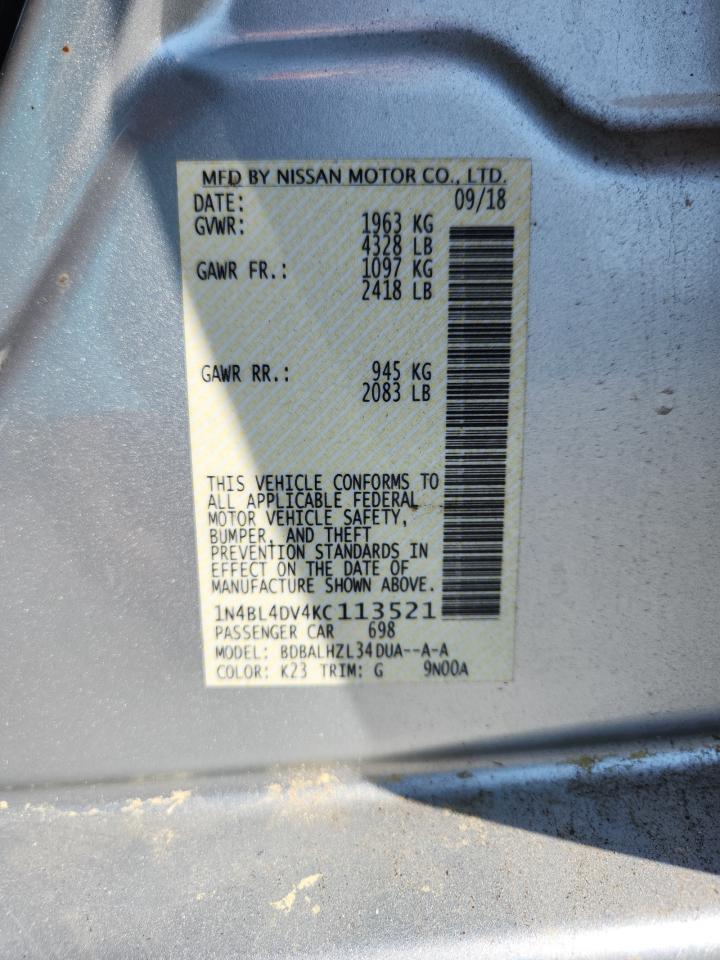 MFD BY NISSAN MOTOR CO., LTD.
DATE: 09/18
GVWR: 1963 KG
4328 LB
GAWR FR.: 1097 KG
2418 LB
GAWR RR.: 945 KG
2083 LB
THIS VEHICLE CONFORMS TO
ALL APPLICABLE FEDERAL
MOTOR VEHICLE SAFETY,
BUMPER, AND THEFT
PREVENTION STANDARDS IN
EFFECT ON THE DATE OF
MANUFACTURE SHOWN ABOVE.
1N4BL4DV4KC113521
PASSENGER CAR 698
MODEL: BDBALHZL34DUA--A-A
COLOR: K23 TRIM: G 9N00A